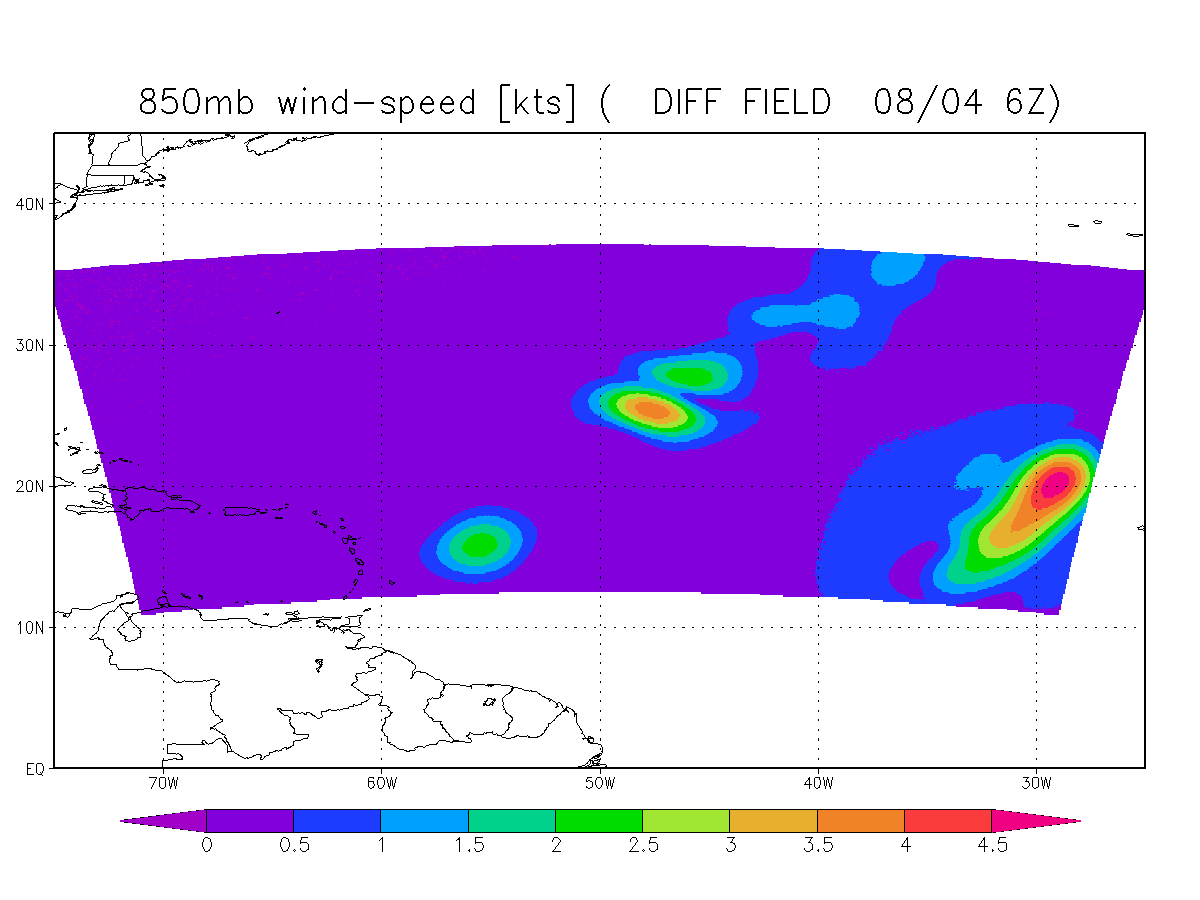 850mb wind-speed [kts] ( DIFF FIELD 08/04 6Z)
40N
30N
20N
10N
EQ
70W 60W 50W 40W 30W
0 0.5 1 1.5 2 2.5 3 3.5 4 4.5